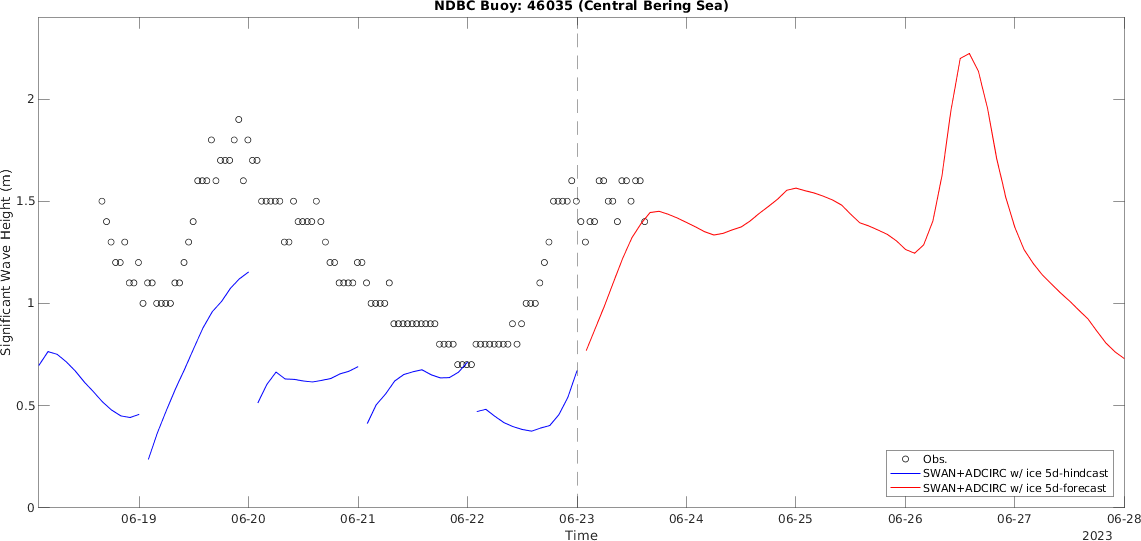 NDBC Buoy: 46035 (Central Bering Sea)
Significant Wave Height (m)
2
1.5
1
0.5
0
Obs.
SWAN+ADCIRC w/ ice 5d-hindcast
SWAN+ADCIRC w/ ice 5d-forecast
06-19 06-20 06-21 06-22 06-23 06-24 06-25 06-26 06-27 06-28
Time
2023